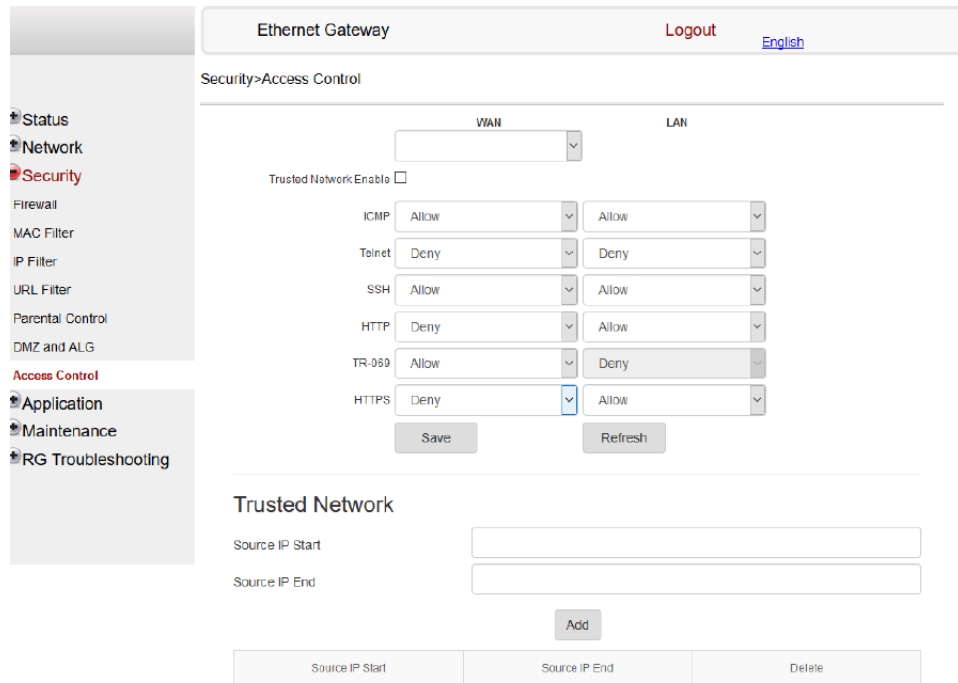 Ethernet Gateway
Logout
English
Security>Access Control
Status
Network
Security
Firewall
MAC Filter
IP Filter
URL Filter
Parental Control
DMZ and ALG
Access Control
Application
Maintenance
RG Troubleshooting
WAN LAN
Trusted Network Enable
ICMP Allow Allow
Telnet Deny Deny
SSH Allow Allow
HTTP Deny Allow
TR-069 Allow Deny
HTTPS Deny Allow
Save Refresh
Trusted Network
Source IP Start
Source IP End
Add
Source IP Start Source IP End Delete